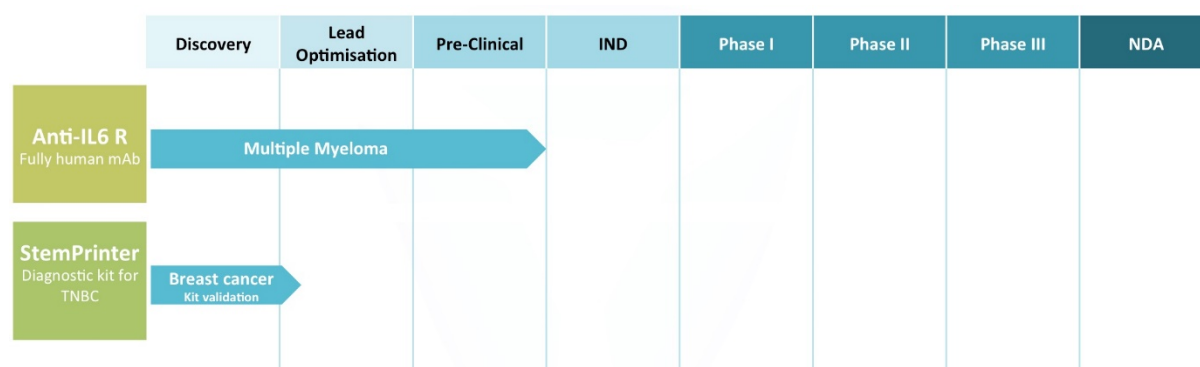 Discovery
Lead
Optimisation
Pre-Clinical
IND
Phase I
Phase II
Phase III
NDA
Anti-IL6 R
Fully human mAb
Multiple Myeloma
StemPrinter
Diagnostic kit for
TNBC
Breast cancer
Kit validation